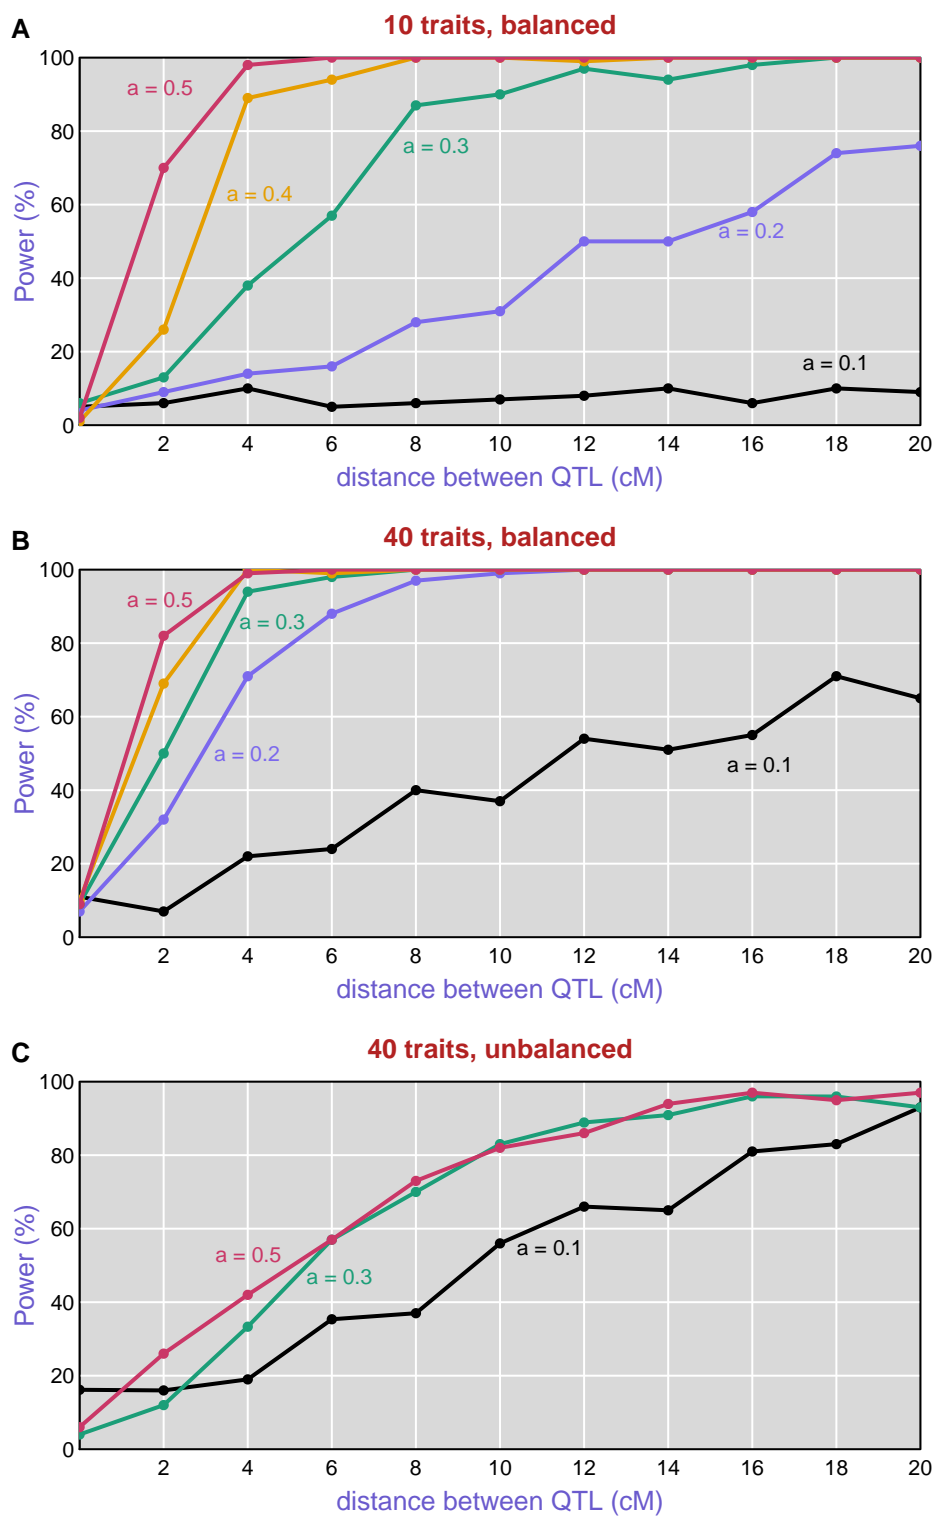 A
10 traits, balanced
100
80
60
40
20
0
Power (%)
a = 0.5
a = 0.4
a = 0.3
a = 0.2
a = 0.1
2 4 6 8 10 12 14 16 18 20
distance between QTL (cM)
B
40 traits, balanced
100
80
60
40
20
0
Power (%)
a = 0.5
a = 0.3
a = 0.2
a = 0.1
2 4 6 8 10 12 14 16 18 20
distance between QTL (cM)
C
40 traits, unbalanced
100
80
60
40
20
0
Power (%)
a = 0.5
a = 0.3
a = 0.1
2 4 6 8 10 12 14 16 18 20
distance between QTL (cM)